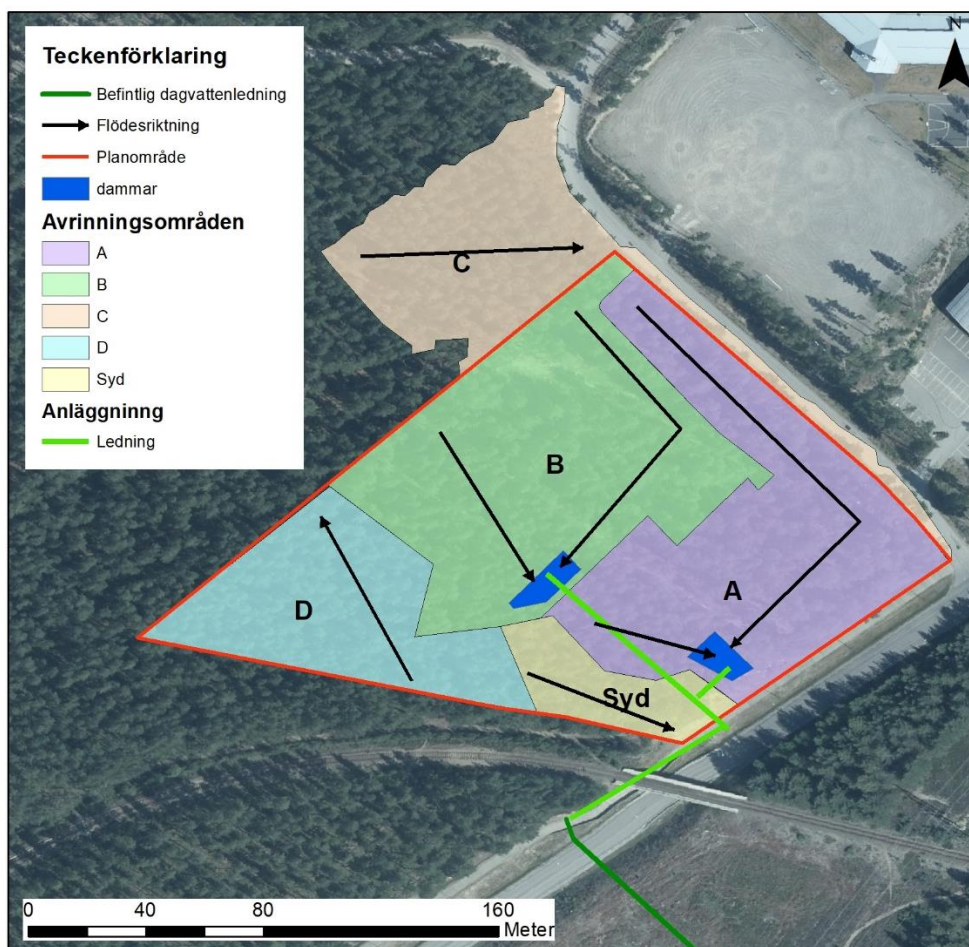 Teckenförklaring
Befintlig dagvattenledning
Flödesriktning
Planområde
dammar
Avrinningsområden
A
B
C
D
Syd
Anläggninng
Ledning
N
C
B
A
D
Syd
0 40 80 160
Meter